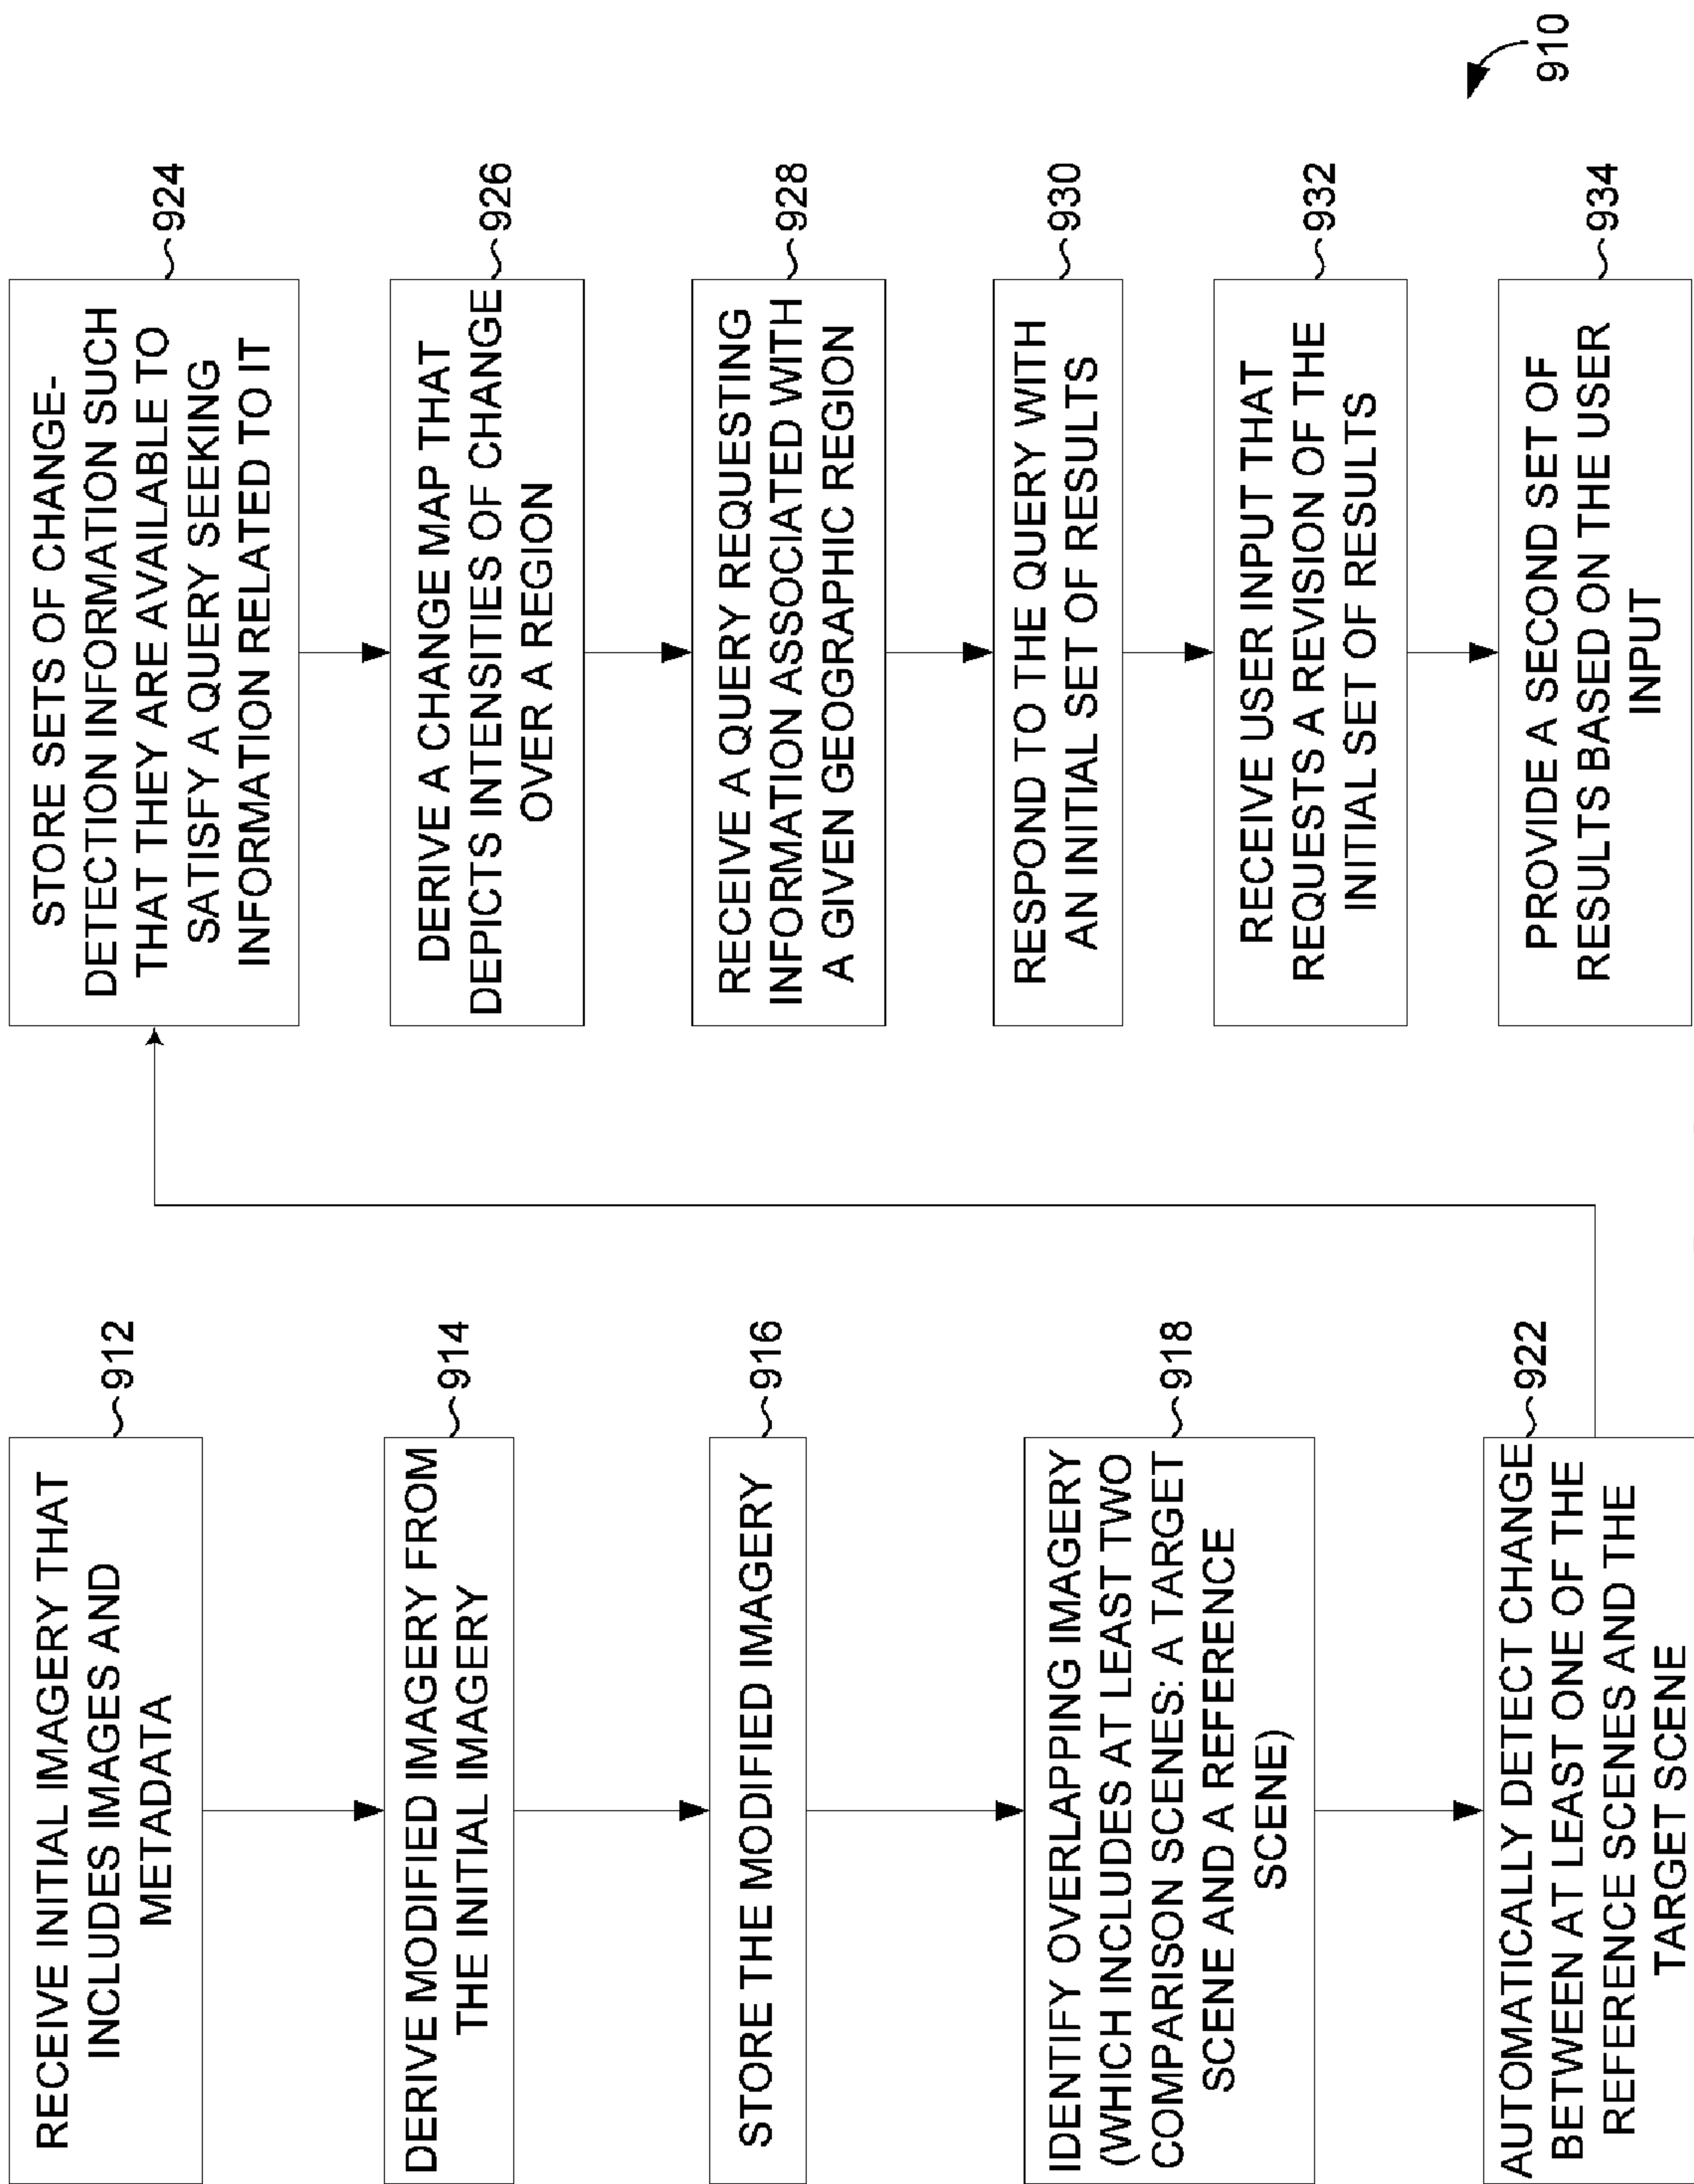 RECEIVE INITIAL IMAGERY THAT
INCLUDES IMAGES AND
METADATA
912
DERIVE MODIFIED IMAGERY FROM
THE INITIAL IMAGERY
914
STORE THE MODIFIED IMAGERY
916
IDENTIFY OVERLAPPING IMAGERY
(WHICH INCLUDES AT LEAST TWO
COMPARISON SCENES: A TARGET
SCENE AND A REFERENCE
SCENE)
918
AUTOMATICALLY DETECT CHANGE
BETWEEN AT LEAST ONE OF THE
REFERENCE SCENES AND THE
TARGET SCENE
922
STORE SETS OF CHANGE-
DETECTION INFORMATION SUCH
THAT THEY ARE AVAILABLE TO
SATISFY A QUERY SEEKING
INFORMATION RELATED TO IT
924
DERIVE A CHANGE MAP THAT
DEPICTS INTENSITIES OF CHANGE
OVER A REGION
926
RECEIVE A QUERY REQUESTING
INFORMATION ASSOCIATED WITH
A GIVEN GEOGRAPHIC REGION
928
RESPOND TO THE QUERY WITH
AN INITIAL SET OF RESULTS
930
RECEIVE USER INPUT THAT
REQUESTS A REVISION OF THE
INITIAL SET OF RESULTS
932
PROVIDE A SECOND SET OF
RESULTS BASED ON THE USER
INPUT
934
910